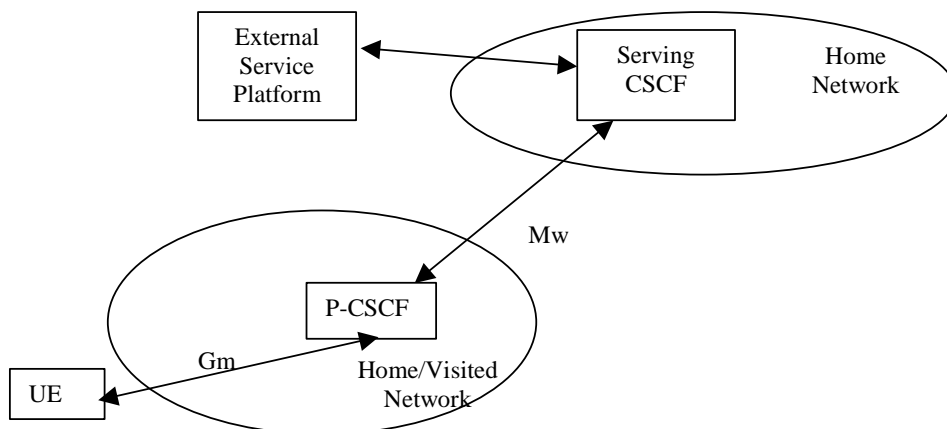 External
Service
Platform
Serving
CSCF
Home
Network
Mw
P-CSCF
Gm
Home/Visited
Network
UE